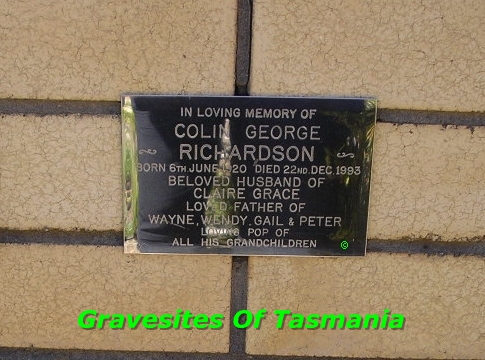 IN LOVING MEMORY OF
COLIN GEORGE
RICHARDSON
BORN 6TH.JUNE 1920 DIED 22ND.DEC.1993
BELOVED HUSBAND OF
CLAIRE GRACE
LOVED FATHER OF
WAYNE, WENDY, GAIL & PETER
LOVING POP OF
ALL HIS GRANDCHILDREN
©
Gravesites Of Tasmania